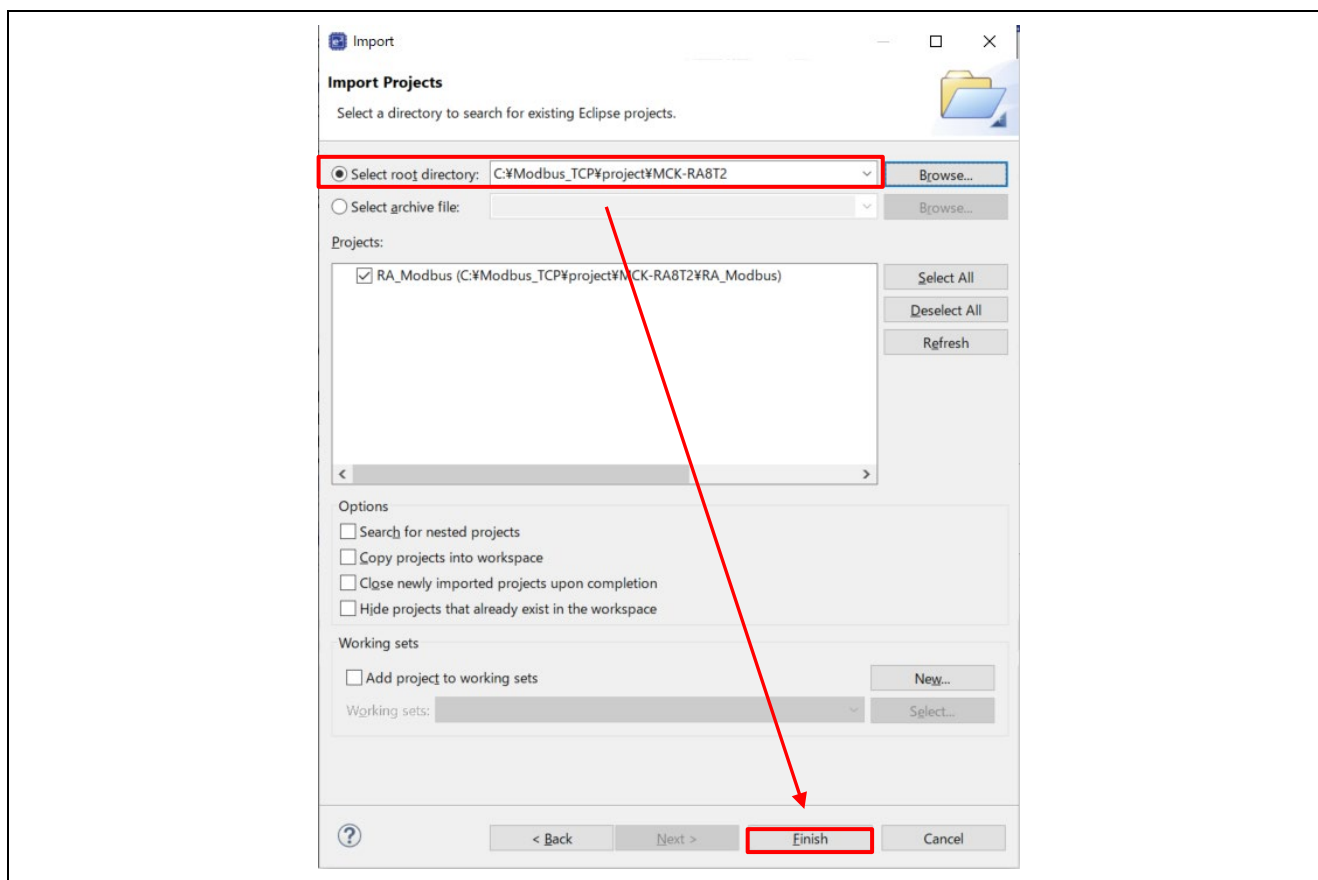 Import
Import Projects
Select a directory to search for existing Eclipse projects.
Select root directory: C:¥Modbus_TCP¥project¥MCK-RA8T2 Browse...
Select archive file: Browse...
Projects:
RA_Modbus (C:¥Modbus_TCP¥project¥MCK-RA8T2¥RA_Modbus)
Select All
Deselect All
Refresh
Options
Search for nested projects
Copy projects into workspace
Close newly imported projects upon completion
Hide projects that already exist in the workspace
Working sets
Add project to working sets New...
Working sets: Select...
? < Back Next > Finish Cancel